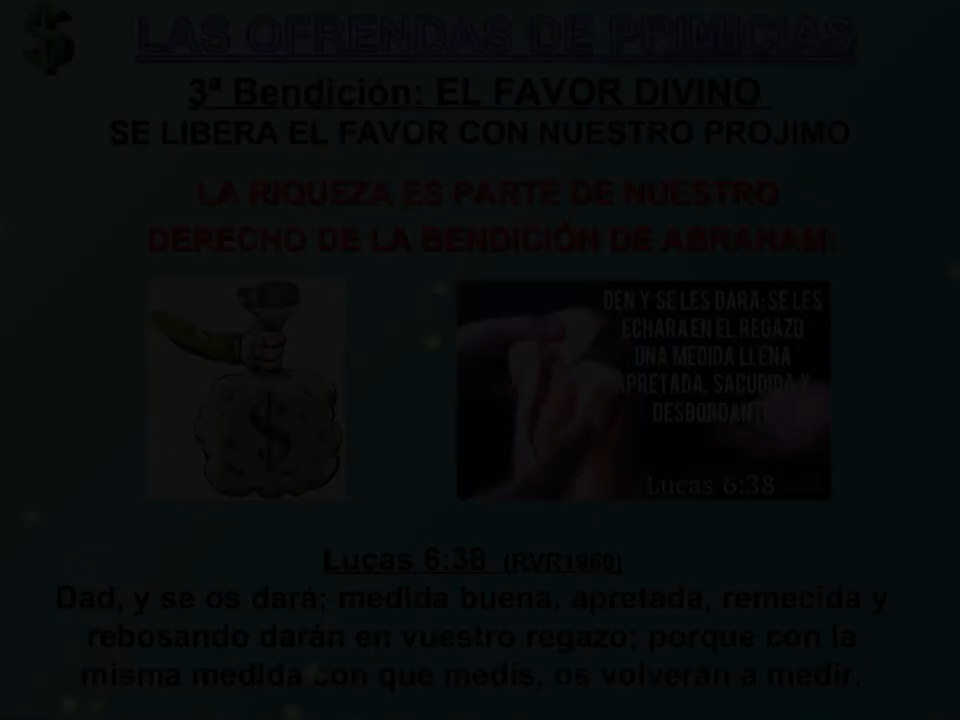 LAS OFRENDAS DE PRIMICIAS
3ª Bendición: EL FAVOR DIVINO
SE LIBERA EL FAVOR CON NUESTRO PROJIMO
LA RIQUEZA ES PARTE DE NUESTRO
DERECHO DE LA BENDICIÓN DE ABRAHAM:
DEN Y SE LES DARÁ: SE LES
ECHARÁ EN EL REGAZO
UNA MEDIDA LLENA
APRETADA, SACUDIDA Y
DESBORDANTE
Lucas 6:38
Lucas 6:38 (RVR1960)
Dad, y se os dará; medida buena, apretada, remecida y
rebosando darán en vuestro regazo; porque con la
misma medida con que medís, os volverán a medir.